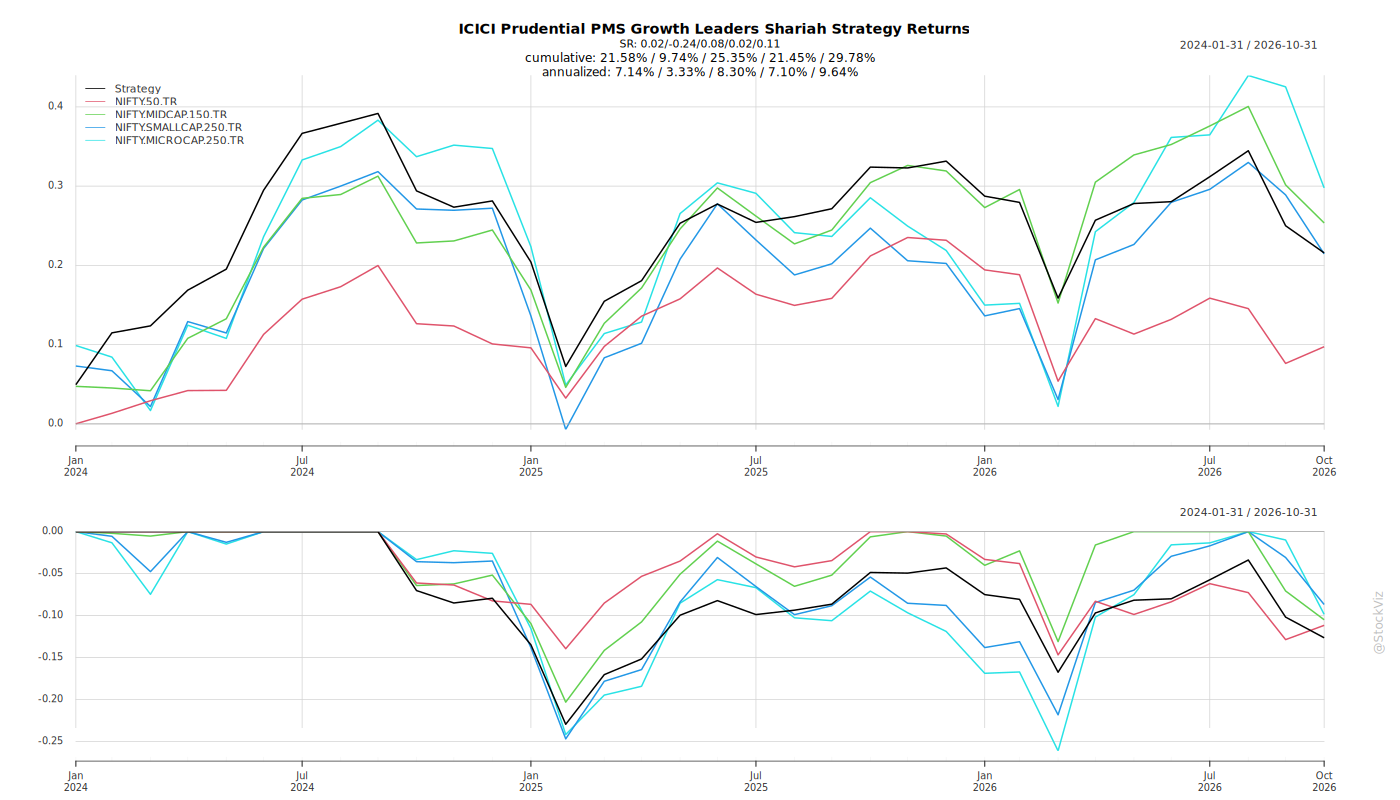 ICICI Prudential PMS Growth Leaders Shariah Strategy Returns
SR: 0.02/-0.24/0.08/0.02/0.11
cumulative: 21.58% / 9.74% / 25.35% / 21.45% / 29.78%
annualized: 7.14% / 3.33% / 8.30% / 7.10% / 9.64%
2024-01-31 / 2026-10-31
Strategy
NIFTY.50.TR
NIFTY.MIDCAP.150.TR
NIFTY.SMALLCAP.250.TR
NIFTY.MICROCAP.250.TR
0.4
0.3
0.2
0.1
0.0
Jan 2024
Jul 2024
Jan 2025
Jul 2025
Jan 2026
Jul 2026
Oct 2026
2024-01-31 / 2026-10-31
0.00
-0.05
-0.10
-0.15
-0.20
-0.25
Jan 2024
Jul 2024
Jan 2025
Jul 2025
Jan 2026
Jul 2026
Oct 2026
@StockViz